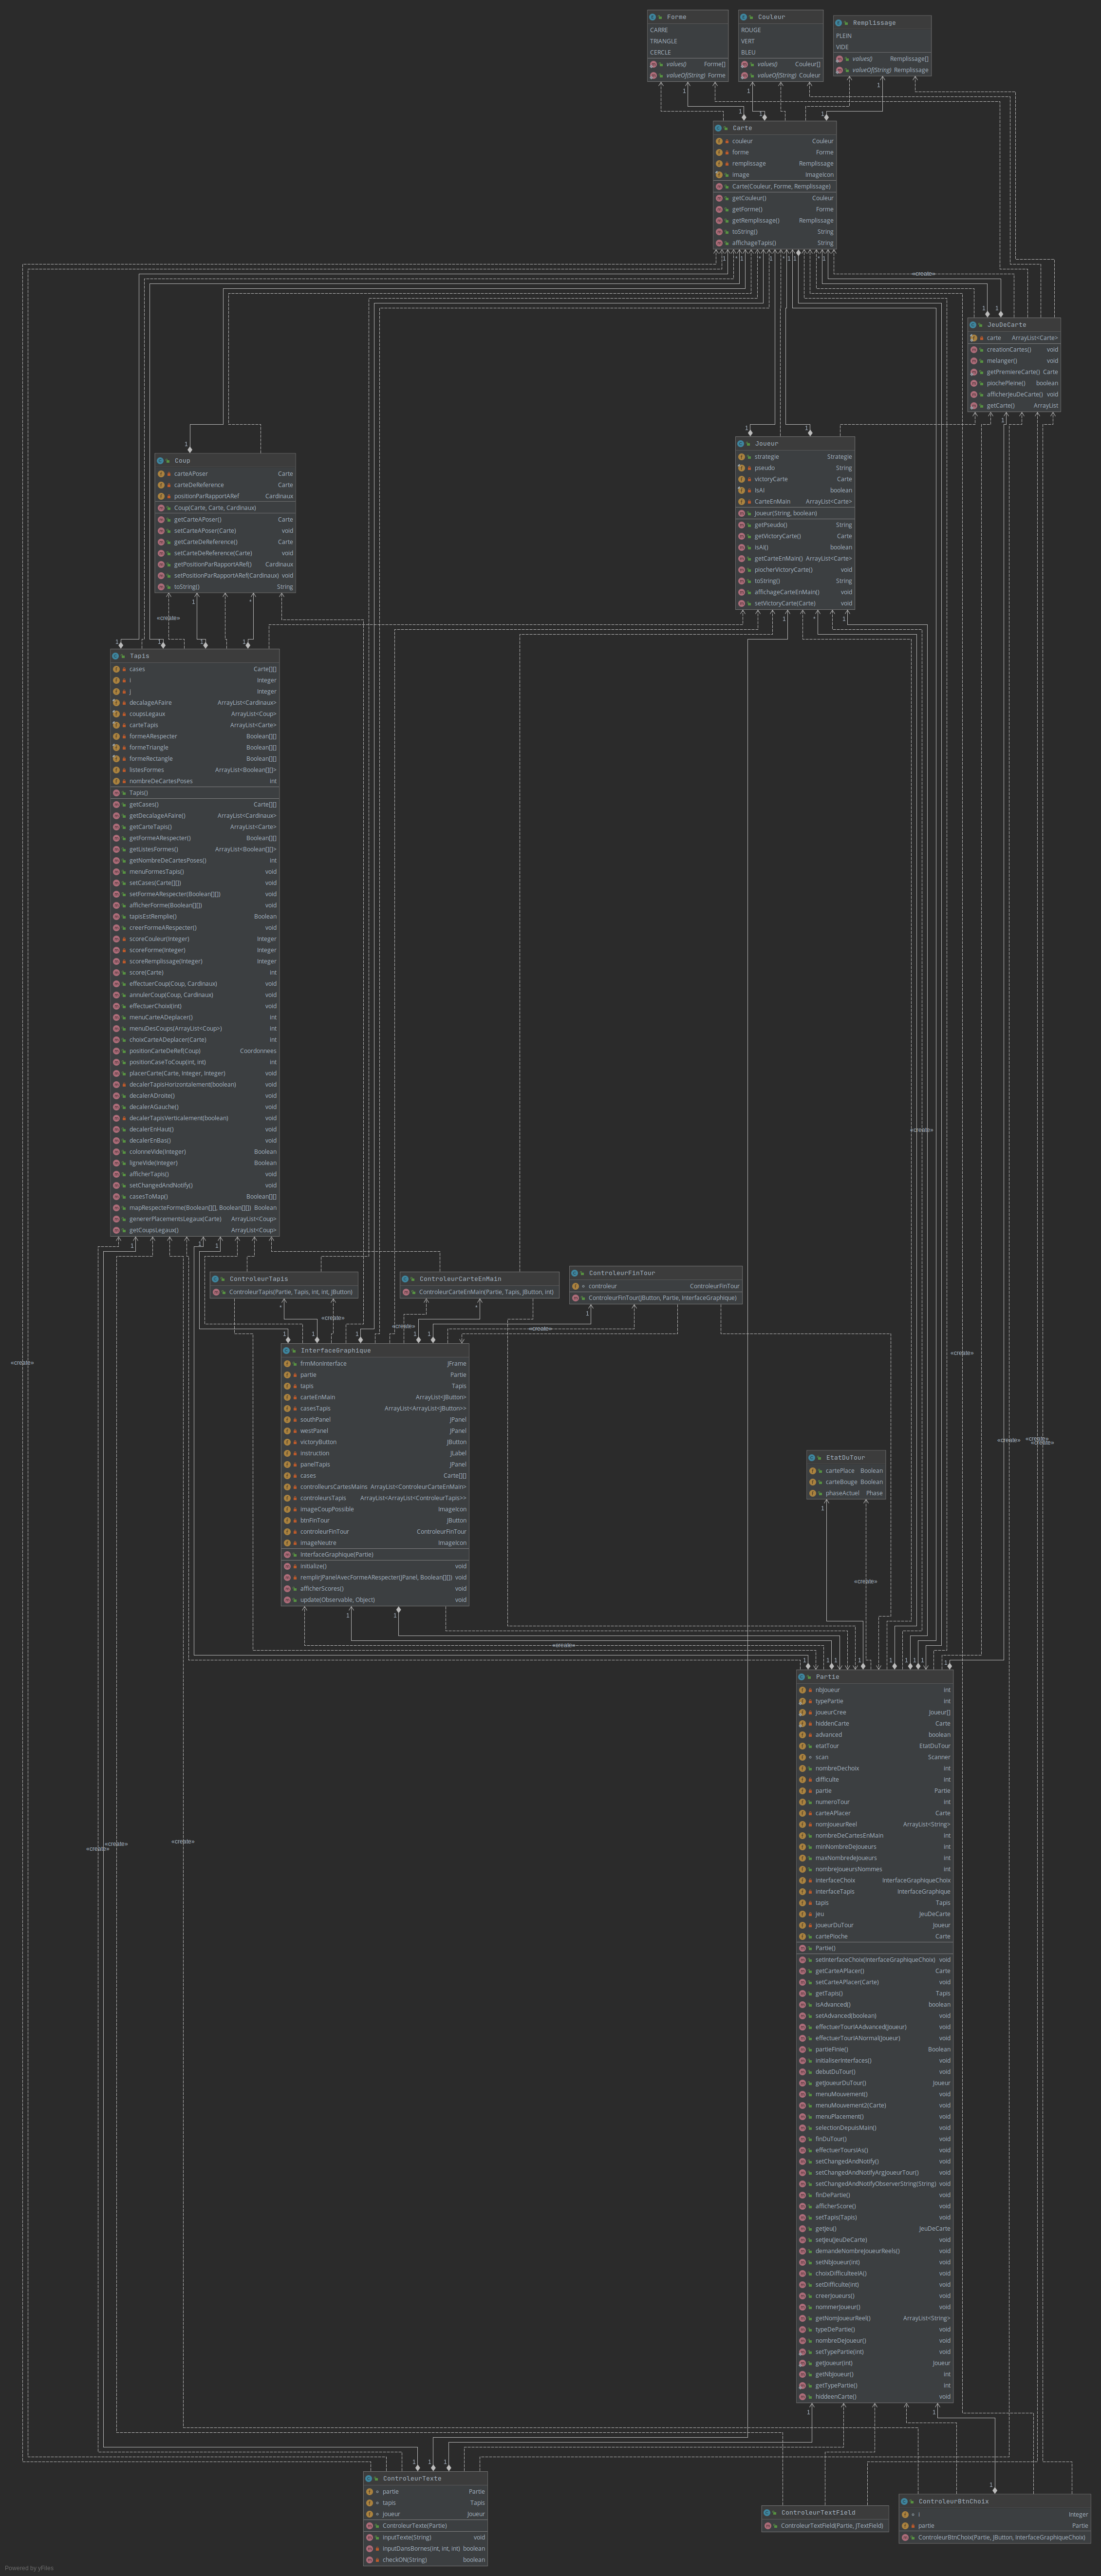 Forme
CARRE
TRIANGLE
CERCLE
values() Forme[]
valueOf(String) Forme
Couleur
ROUGE
VERT
BLEU
values() Couleur[]
valueOf(String) Couleur
Remplissage
PLEIN
VIDE
values() Remplissage[]
valueOf(String) Remplissage
Carte
couleur Couleur
forme Forme
remplissage Remplissage
image ImageIcon
Carte(Couleur, Forme, Remplissage)
getCouleur() Couleur
getForme() Forme
getRemplissage() Remplissage
toString() String
affichageTapis() String
«create»
JeuDeCarte
carte ArrayList<Carte>
creationCartes() void
melanger() void
getPremiereCarte() Carte
piochePleine() boolean
afficherJeuDeCarte() void
getCarte() ArrayList
Joueur
strategie Strategie
pseudo String
victoryCarte Carte
isAI boolean
CarteEnMain ArrayList<Carte>
Joueur(String, boolean)
getPseudo() String
getVictoryCarte() Carte
isAI() boolean
getCarteEnMain() ArrayList<Carte>
piocherVictoryCarte() void
toString() String
affichageCarteEnMain() void
setVictoryCarte(Carte) void
Coup
carteAPoser Carte
carteDeReference Carte
positionParRapportARef Cardinaux
Coup(Carte, Carte, Cardinaux)
getCarteAPoser() Carte
setCarteAPoser(Carte) void
getCarteDeReference() Carte
setCarteDeReference(Carte) void
getPositionParRapportARef() Cardinaux
setPositionParRapportARef(Cardinaux) void
toString() String
«create»
Tapis
cases Carte[][]
i Integer
j Integer
decalageAFaire ArrayList<Cardinaux>
coupsLegaux ArrayList<Coup>
carteTapis ArrayList<Carte>
formeARespecter Boolean[][]
formeTriangle Boolean[][]
formeRectangle Boolean[][]
listesFormes ArrayList<Boolean[][]>
nombreDeCartesPoses int
Tapis()
getCases() Carte[][]
getDecalageAFaire() ArrayList<Cardinaux>
getCarteTapis() ArrayList<Carte>
getFormeARespecter() Boolean[][]
getListesFormes() ArrayList<Boolean[][]>
getNombreDeCartesPoses() int
menuFormesTapis() void
setCases(Carte[][]) void
setFormeARespecter(Boolean[][]) void
afficherForme(Boolean[][]) void
tapisEstRemplie() Boolean
creerFormeARespecter() void
scoreCouleur(Integer) Integer
scoreForme(Integer) Integer
scoreRemplissage(Integer) Integer
score(Carte) int
effectuerCoup(Coup, Cardinaux) void
annulerCoup(Coup, Cardinaux) void
effectuerChoixI(int) void
menuCarteADeplacer() int
menuDesCoups(ArrayList<Coup>) int
choixCarteADeplacer(Carte) int
positionCarteDeRef(Coup) Coordonnees
positionCaseToCoup(int, int) int
placerCarte(Carte, Integer, Integer) void
decalerTapisHorizontalement(boolean) void
decalerADroite() void
decalerAGauche() void
decalerTapisVerticalement(boolean) void
decalerEnHaut() void
decalerEnBas() void
colonneVide(Integer) Boolean
ligneVide(Integer) Boolean
afficherTapis() void
setChangedAndNotify() void
casesToMap() Boolean[][]
mapRespecteForme(Boolean[][], Boolean[][]) Boolean
genererPlacementsLegaux(Carte) ArrayList<Coup>
getCoupsLegaux() ArrayList<Coup>
«create»
ControleurTapis
ControleurTapis(Partie, Tapis, int, int, JButton)
ControleurCarteEnMain
ControleurCarteEnMain(Partie, Tapis, JButton, int)
ControleurFinTour
controleur ControleurFinTour
ControleurFinTour(JButton, Partie, InterfaceGraphique)
«create»
«create»
«create»
«create»
«create»
InterfaceGraphique
frmMonInterface JFrame
partie Partie
tapis Tapis
carteEnMain ArrayList<JButton>
casesTapis ArrayList<ArrayList<JButton>>
southPanel JPanel
westPanel JPanel
victoryButton JButton
instruction JLabel
panelTapis JPanel
cases Carte[][]
controlleursCartesMains ArrayList<ControleurCarteEnMain>
controleursTapis ArrayList<ArrayList<ControleurTapis>>
imageCoupPossible ImageIcon
btnFinTour JButton
controleurFinTour ControleurFinTour
imageNeutre ImageIcon
InterfaceGraphique(Partie)
initialize() void
remplirJPanelAvecFormeARespecter(JPanel, Boolean[][]) void
afficherScores() void
update(Observable, Object) void
«create»
«create»
«create»
EtatDuTour
cartePlace Boolean
carteBouge Boolean
phaseActuel Phase
«create»
«create»
Partie
nbJoueur int
typePartie int
joueurCree Joueur[]
hiddenCarte Carte
advanced boolean
etatTour EtatDuTour
scan Scanner
nombreDechoix int
difficulte int
partie Partie
numeroTour int
carteAPlacer Carte
nomJoueurReel ArrayList<String>
nombreDeCartesEnMain int
minNombreDeJoueurs int
maxNombredeJoueurs int
nombreJoueursNommes int
interfaceChoix InterfaceGraphiqueChoix
interfaceTapis InterfaceGraphique
tapis Tapis
jeu JeuDeCarte
joueurDuTour Joueur
cartePioche Carte
Partie()
setInterfaceChoix(InterfaceGraphiqueChoix) void
getCarteAPlacer() Carte
setCarteAPlacer(Carte) void
getTapis() Tapis
isAdvanced() boolean
setAdvanced(boolean) void
effectuerTourIAAdvanced(Joueur) void
effectuerTourIANormal(Joueur) void
partieFinie() Boolean
initialiserInterfaces() void
debutDuTour() void
getJoueurDuTour() Joueur
menuMouvement() void
menuMouvement2(Carte) void
menuPlacement() void
selectionDepuisMain() void
finDuTour() void
effectuerToursIAs() void
setChangedAndNotify() void
setChangedAndNotifyArgJoueurTour() void
setChangedAndNotifyObserverString(String) void
finDePartie() void
afficherScore() void
setTapis(Tapis) void
getJeu() JeuDeCarte
setJeu(JeuDeCarte) void
demandeNombreJoueurReels() void
setNbJoueur(int) void
choixDifficulteeIA() void
setDifficulte(int) void
creerJoueurs() void
nommerJoueur() void
getNomJoueurReel() ArrayList<String>
typeDePartie() void
nombreDeJoueur() void
setTypePartie(int) void
getJoueur(int) Joueur
getNbJoueur() int
getTypePartie() int
hiddeenCarte() void
«create»
«create»
«create»
ControleurTexte
partie Partie
tapis Tapis
joueur Joueur
ControleurTexte(Partie)
inputTexte(String) void
inputDansBornes(int, int, int) boolean
checkON(String) boolean
ControleurTextField
ControleurTextField(Partie, JTextField)
ControleurBtnChoix
i Integer
partie Partie
ControleurBtnChoix(Partie, JButton, InterfaceGraphiqueChoix)
Powered by yFiles